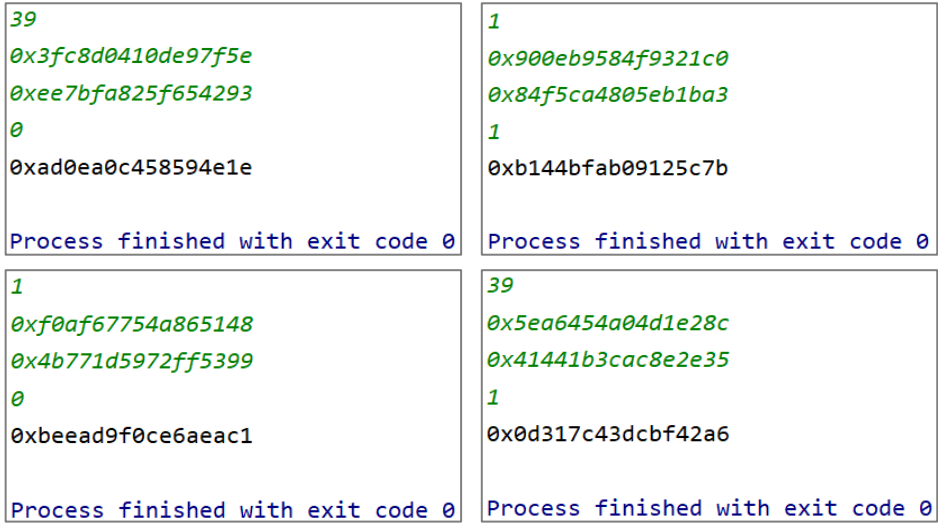 39
0x3fc8d0410de97f5e
0xee7bfa825f654293
0
0xad0ea0c458594e1e
Process finished with exit code 0
1
0x900eb9584f9321c0
0x84f5ca4805eb1ba3
1
0xb144bfab09125c7b
Process finished with exit code 0
1
0xf0af67754a865148
0x4b771d5972ff5399
0
0xbeead9f0ce6aeac1
Process finished with exit code 0
39
0x5ea6454a04d1e28c
0x41441b3cac8e2e35
1
0x0d317c43dcbf42a6
Process finished with exit code 0